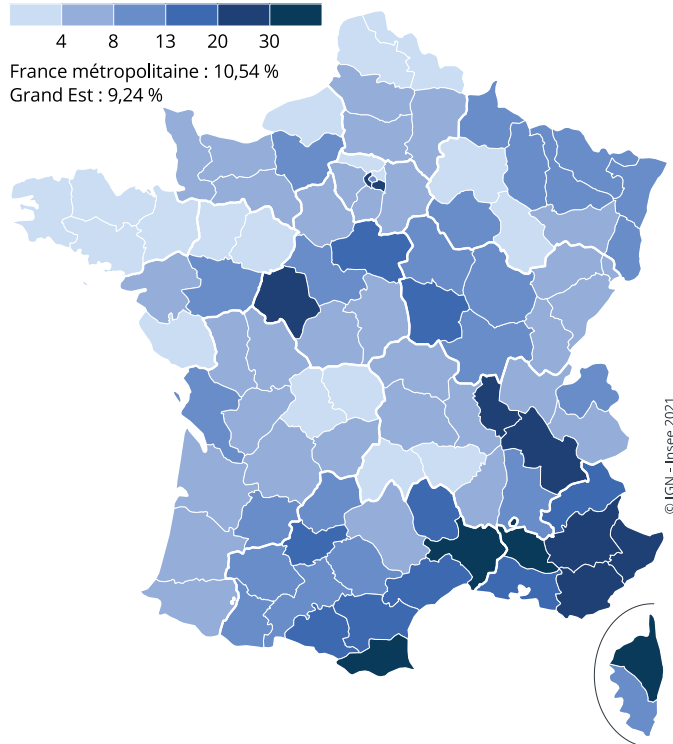 4 8 13 20 30
France métropolitaine : 10,54 %
Grand Est : 9,24 %
© IGN - Insee 2021